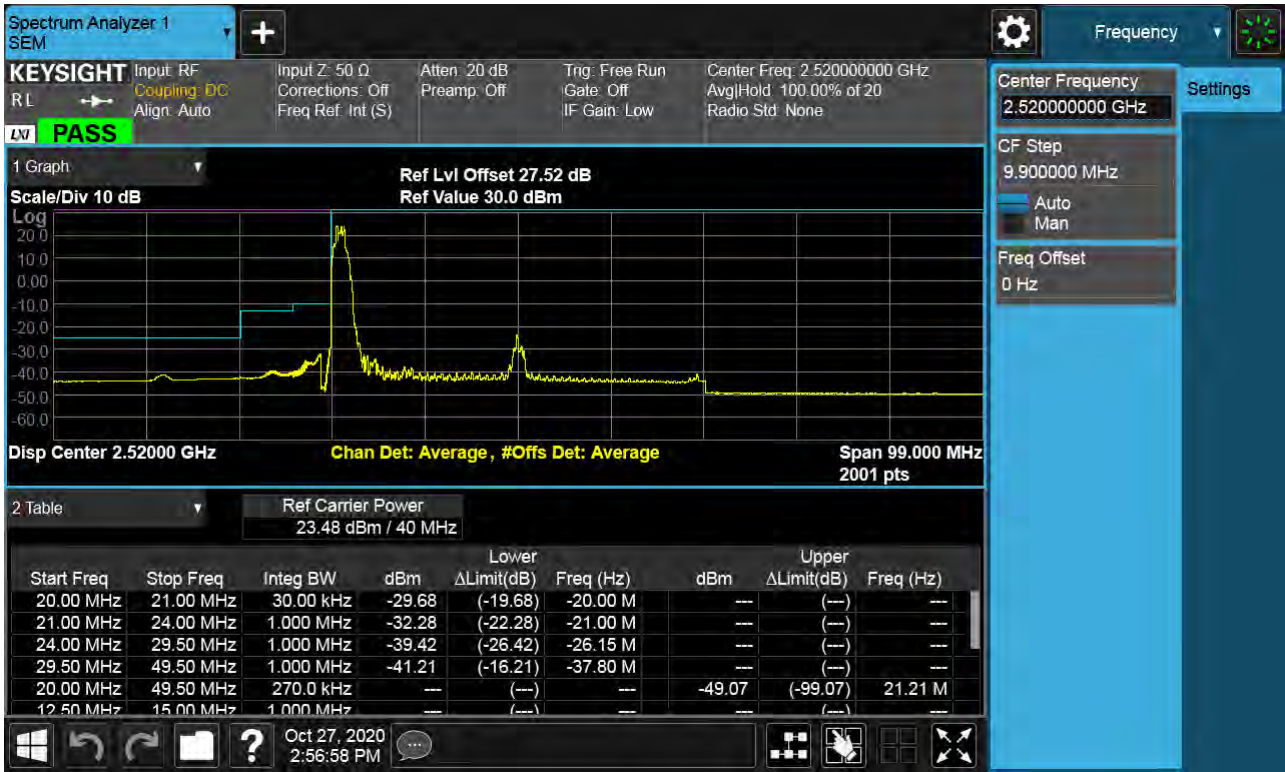 Spectrum Analyzer 1
SEM
+
Frequency
KEYSIGHT
RL
LXI
PASS
Input: RF
Coupling: DC
Align: Auto
Input Z: 50 Ω
Corrections: Off
Freq Ref: Int (S)
Atten: 20 dB
Preamp: Off
Trig: Free Run
Gate: Off
IF Gain: Low
Center Freq: 2.520000000 GHz
Avg|Hold: 100.00% of 20
Radio Std: None
Center Frequency
2.520000000 GHz
Settings
CF Step
9.900000 MHz
Auto
Man
Freq Offset
0 Hz
1 Graph
Scale/Div 10 dB
Ref Lvl Offset 27.52 dB
Ref Value 30.0 dBm
Log
20.0
10.0
0.00
-10.0
-20.0
-30.0
-40.0
-50.0
-60.0
Disp Center 2.52000 GHz
Chan Det: Average, #Offs Det: Average
Span 99.000 MHz
2001 pts
2 Table
Ref Carrier Power
23.48 dBm / 40 MHz
Lower Upper
Start Freq Stop Freq Integ BW dBm ΔLimit(dB) Freq (Hz) dBm ΔLimit(dB) Freq (Hz)
20.00 MHz 21.00 MHz 30.00 kHz -29.68 (-19.68) -20.00 M --- (---) ---
21.00 MHz 24.00 MHz 1.000 MHz -32.28 (-22.28) -21.00 M --- (---) ---
24.00 MHz 29.50 MHz 1.000 MHz -39.42 (-26.42) -26.15 M --- (---) ---
29.50 MHz 49.50 MHz 1.000 MHz -41.21 (-16.21) -37.80 M --- (---) ---
20.00 MHz 49.50 MHz 270.0 kHz --- (---) --- -49.07 (-99.07) 21.21 M
12.50 MHz 15.00 MHz 1.000 MHz --- (---) --- --- (---) ---
?
Oct 27, 2020
2:56:58 PM